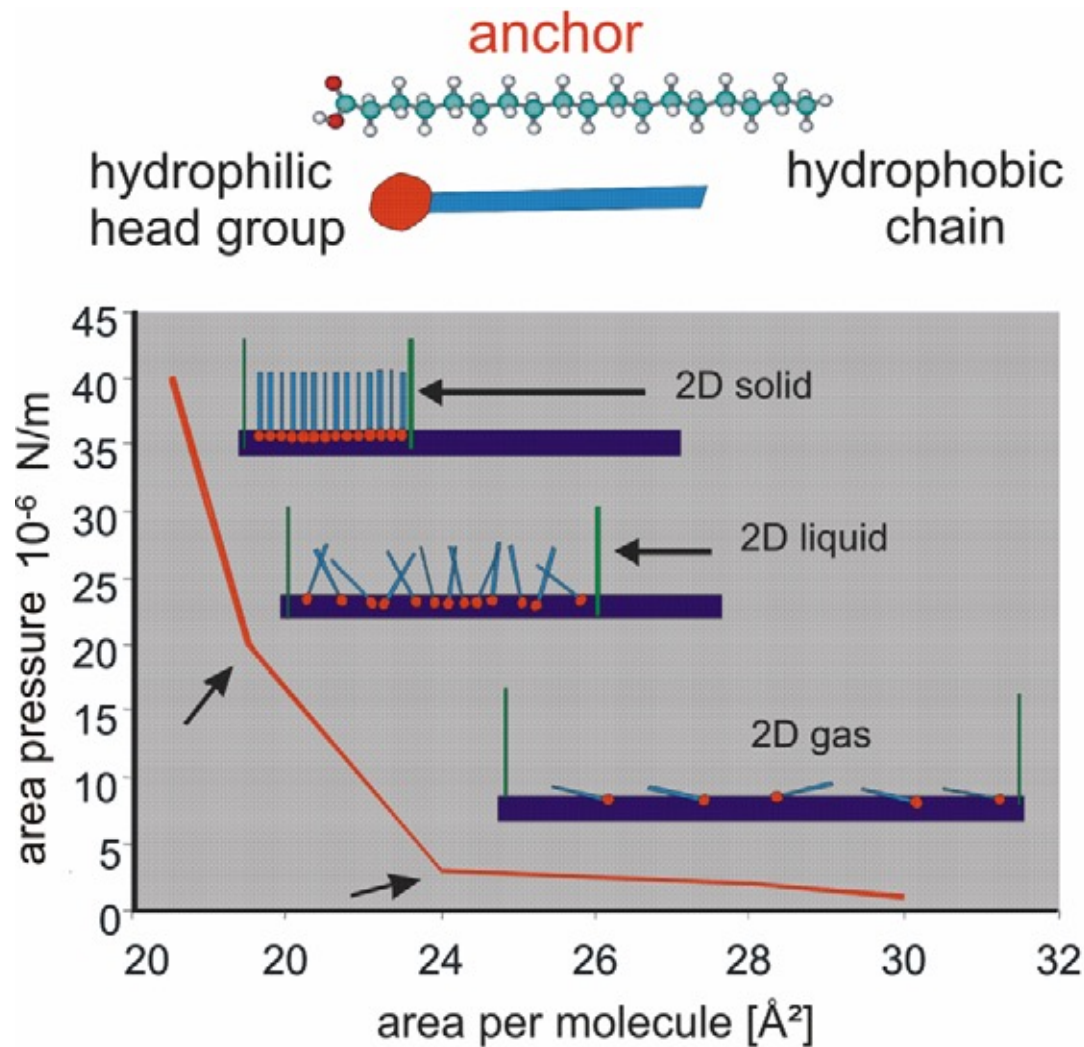 anchor
hydrophilic
head group
hydrophobic
chain
45
40
35
30
25
20
15
10
5
0
area pressure 10⁻⁶ N/m
2D solid
2D liquid
2D gas
20
20
24
26
28
30
32
area per molecule [Å²]